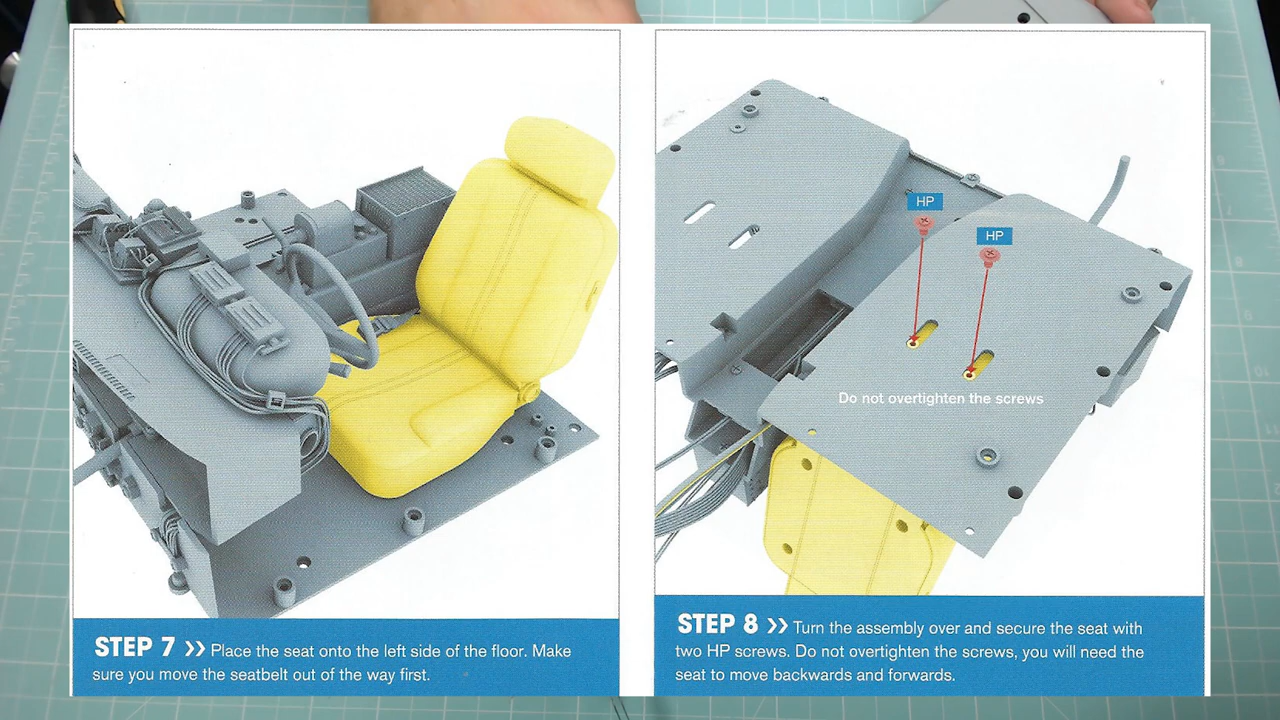 HP
HP
Do not overtighten the screws
STEP 7 >> Place the seat onto the left side of the floor. Make
sure you move the seatbelt out of the way first.
STEP 8 >> Turn the assembly over and secure the seat with
two HP screws. Do not overtighten the screws, you will need the
seat to move backwards and forwards.